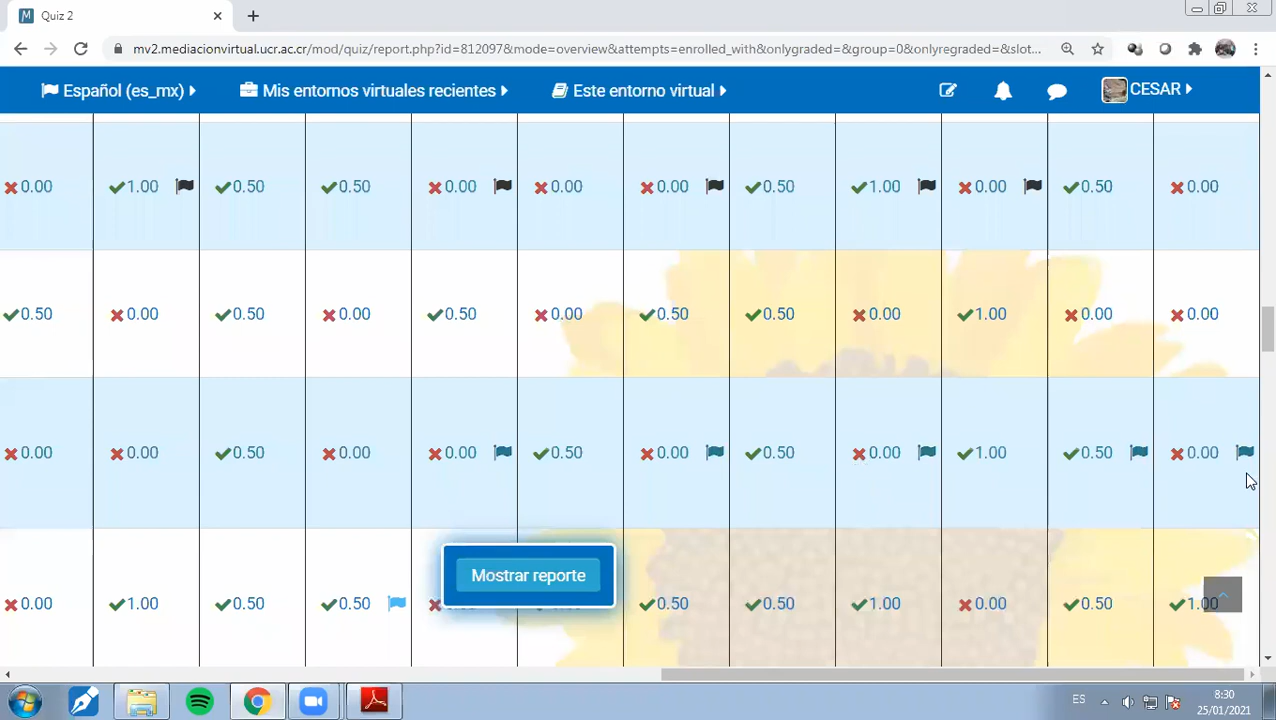 Quiz 2
mv2.mediacionvirtual.ucr.ac.cr/mod/quiz/report.php?id=812097&mode=overview&attempts=enrolled_with&onlygraded=&group=0&onlyregraded=&slot...
Español (es_mx) Mis entornos virtuales recientes Este entorno virtual CESAR
0.00 1.00 0.50 0.50 0.00 0.00 0.00 0.50 1.00 0.00 0.50 0.00
0.50 0.00 0.50 0.00 0.50 0.00 0.50 0.50 0.00 1.00 0.00 0.00
0.00 0.00 0.50 0.00 0.00 0.50 0.00 0.50 0.00 1.00 0.50 0.00
Mostrar reporte
0.00 1.00 0.50 0.50 0.50 0.50 1.00 0.00 0.50 1.00
ES 8:30
25/01/2021